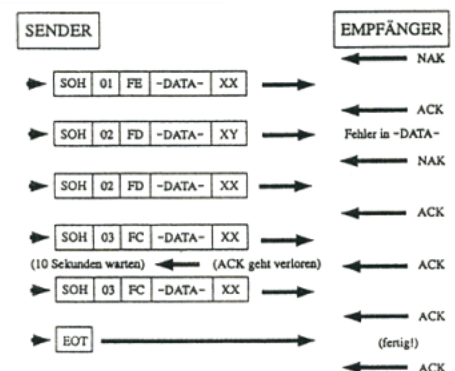 SENDER EMPFÄNGER
NAK
SOH 01 FE -DATA- XX
ACK
SOH 02 FD -DATA- XY Fehler in -DATA-
NAK
SOH 02 FD -DATA- XX
ACK
SOH 03 FC -DATA- XX
(10 Sekunden warten) (ACK geht verloren) ACK
SOH 03 FC -DATA- XX
ACK
EOT (fertig!)
ACK